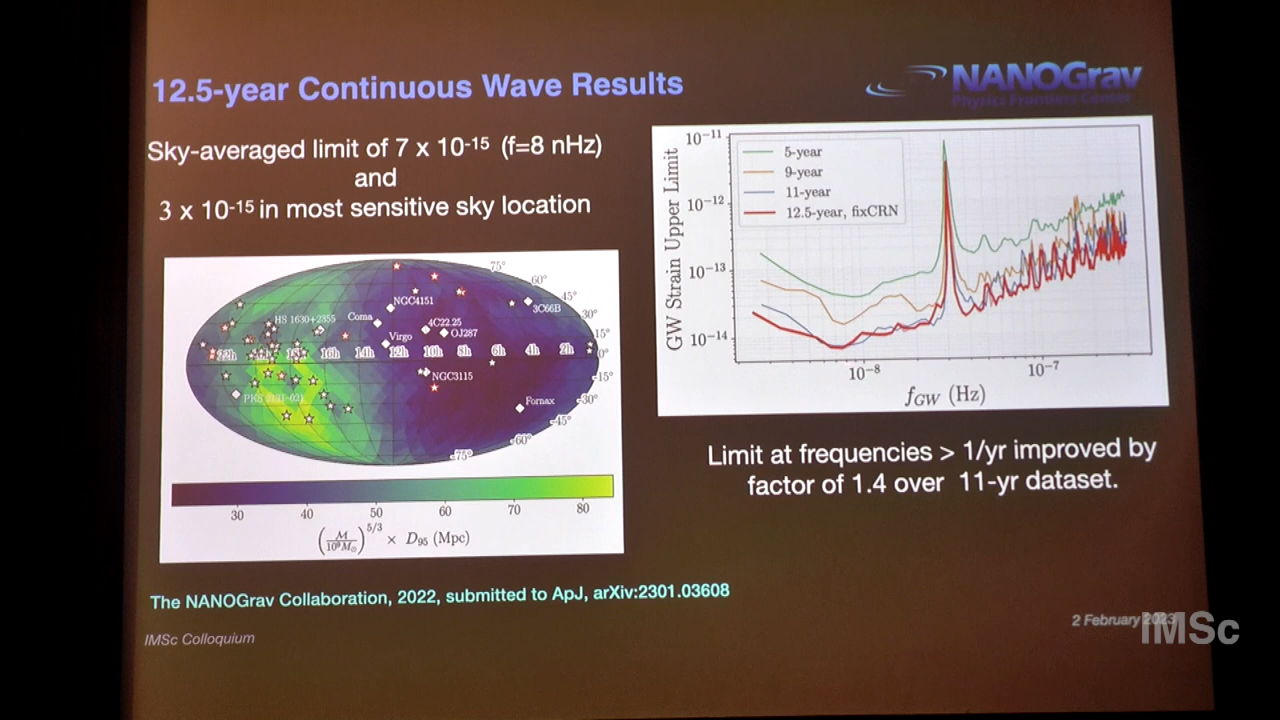 12.5-year Continuous Wave Results
NANOGrav
Physics Frontiers Center
Sky-averaged limit of 7 x 10-15 (f=8 nHz)
and
3 x 10-15 in most sensitive sky location
GW Strain Upper Limit
10−11
10−12
10−13
10−14
5-year
9-year
11-year
12.5-year, fixCRN
10−8
10−7
fGW (Hz)
75°
60°
45°
30°
15°
0°
-15°
-30°
-45°
-60°
-75°
NGC4151
3C66B
HS 1630+2355
Coma
4C22.25
OJ287
Virgo
22h
18h
16h
14h
12h
10h
8h
6h
4h
2h
NGC3115
Fornax
30
40
50
60
70
80
(M/10⁹M⊙)5/3 × D95 (Mpc)
Limit at frequencies > 1/yr improved by
factor of 1.4 over 11-yr dataset.
The NANOGrav Collaboration, 2022, submitted to ApJ, arXiv:2301.03608
IMSc Colloquium
2 February 2023
IMSc